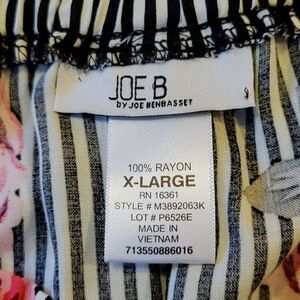 JOE B
BY JOE BENBASSET
100% RAYON
X-LARGE
RN 16361
STYLE # M3892063K
LOT # P6526E
MADE IN
VIETNAM
713550886016